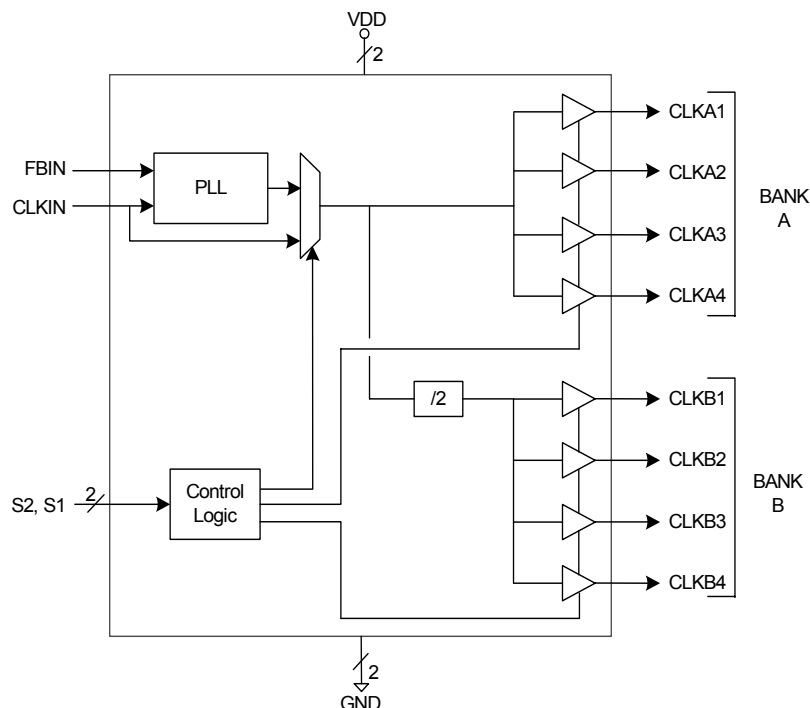 VDD
2
FBIN
CLKIN
PLL
CLKA1
CLKA2
CLKA3
CLKA4
BANK
A
/2
CLKB1
CLKB2
CLKB3
CLKB4
BANK
B
S2, S1
2
Control
Logic
2
GND